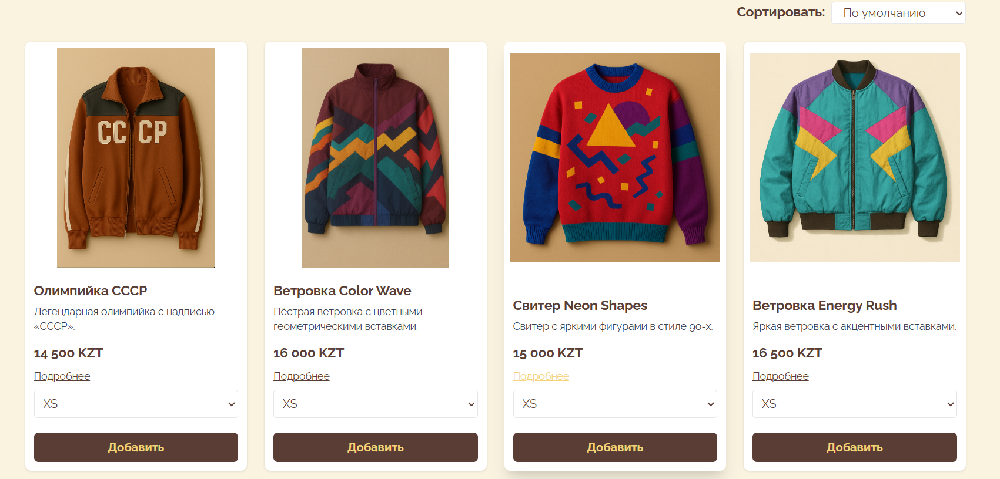 Сортировать: По умолчанию
СССР
Олимпийка СССР
Легендарная олимпийка с надписью
«СССР».
14 500 KZT
Подробнее
XS
Добавить
Ветровка Color Wave
Пёстрая ветровка с цветными
геометрическими вставками.
16 000 KZT
Подробнее
XS
Добавить
Свитер Neon Shapes
Свитер с яркими фигурами в стиле 90-х.
15 000 KZT
Подробнее
XS
Добавить
Ветровка Energy Rush
Яркая ветровка с акцентными вставками.
16 500 KZT
Подробнее
XS
Добавить